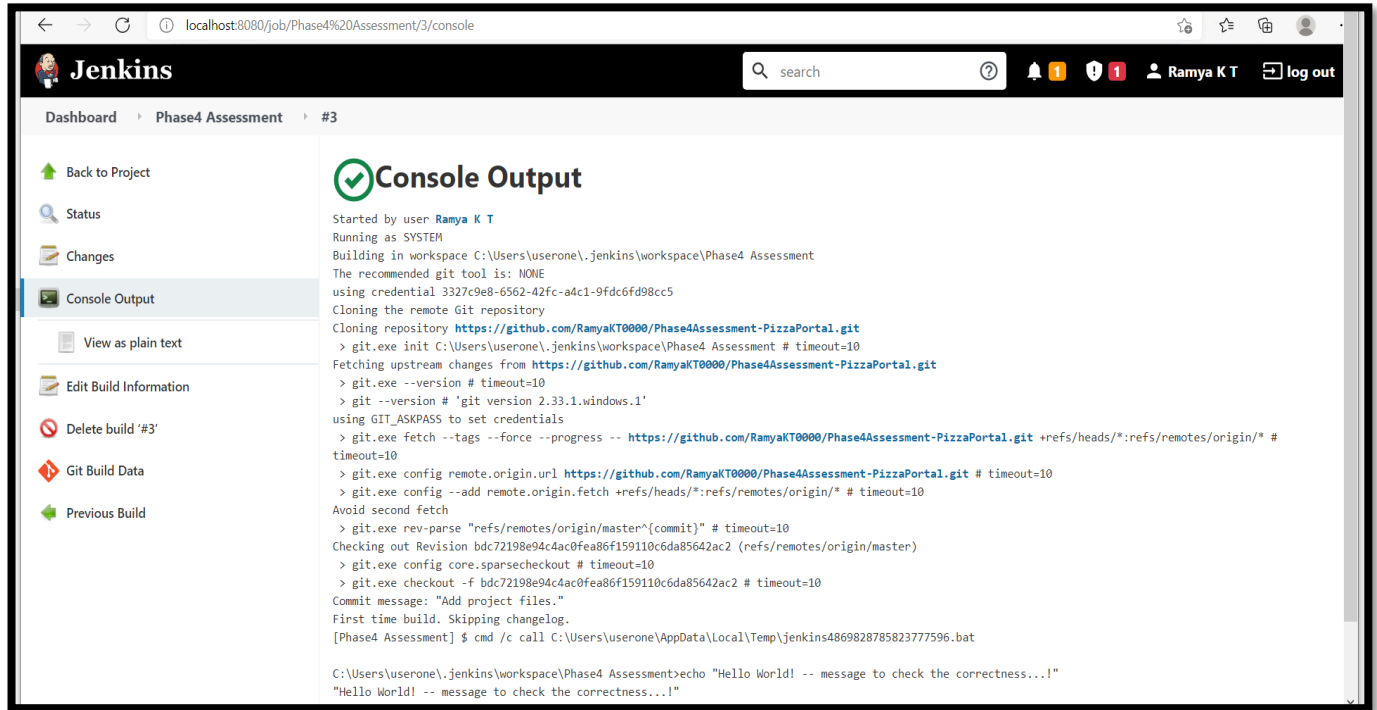 localhost:8080/job/Phase4%20Assessment/3/console
Jenkins
search
1
1
Ramya K T
log out
Dashboard
Phase4 Assessment
#3
Back to Project
Status
Changes
Console Output
View as plain text
Edit Build Information
Delete build '#3'
Git Build Data
Previous Build
Console Output
Started by user Ramya K T
Running as SYSTEM
Building in workspace C:\Users\userone\.jenkins\workspace\Phase4 Assessment
The recommended git tool is: NONE
using credential 3327c9e8-6562-42fc-a4c1-9fdc6fd98cc5
Cloning the remote Git repository
Cloning repository https://github.com/RamyaKT0000/Phase4Assessment-PizzaPortal.git
> git.exe init C:\Users\userone\.jenkins\workspace\Phase4 Assessment # timeout=10
Fetching upstream changes from https://github.com/RamyaKT0000/Phase4Assessment-PizzaPortal.git
> git.exe --version # timeout=10
> git --version # 'git version 2.33.1.windows.1'
using GIT_ASKPASS to set credentials
> git.exe fetch --tags --force --progress -- https://github.com/RamyaKT0000/Phase4Assessment-PizzaPortal.git +refs/heads/*:refs/remotes/origin/* #
timeout=10
> git.exe config remote.origin.url https://github.com/RamyaKT0000/Phase4Assessment-PizzaPortal.git # timeout=10
> git.exe config --add remote.origin.fetch +refs/heads/*:refs/remotes/origin/* # timeout=10
Avoid second fetch
> git.exe rev-parse "refs/remotes/origin/master^{commit}" # timeout=10
Checking out Revision bdc72198e94c4ac0fea86f159110c6da85642ac2 (refs/remotes/origin/master)
> git.exe config core.sparsecheckout # timeout=10
> git.exe checkout -f bdc72198e94c4ac0fea86f159110c6da85642ac2 # timeout=10
Commit message: "Add project files."
First time build. Skipping changelog.
[Phase4 Assessment] $ cmd /c call C:\Users\userone\AppData\Local\Temp\jenkins4869828785823777596.bat
C:\Users\userone\.jenkins\workspace\Phase4 Assessment>echo "Hello World! -- message to check the correctness...!"
"Hello World! -- message to check the correctness...!"